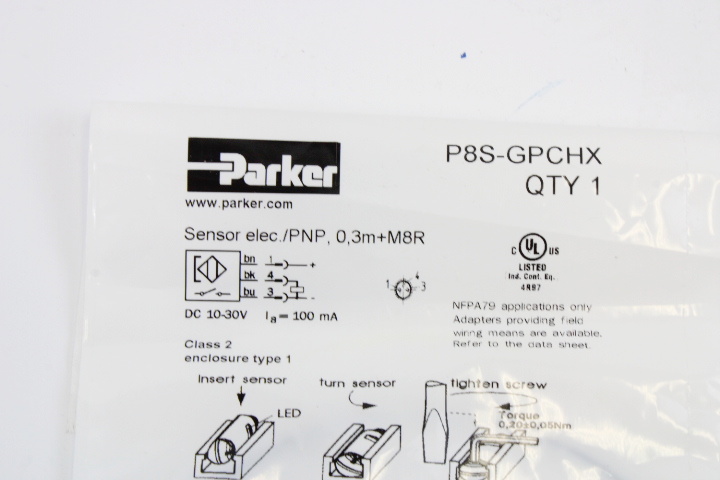 Parker
www.parker.com
P8S-GPCHX
QTY 1
Sensor elec./PNP, 0,3m+M8R
bn 1 +
bk 4
bu 3 -
1 4 3
DC 10-30V Ia= 100 mA
C UL US
LISTED
Ind. Cont. Eq.
4R97
NFPA79 applications only
Adapters providing field
wiring means are available.
Refer to the data sheet.
Class 2
enclosure type 1
Insert sensor
LED
turn sensor
tighten screw
Torque
0,20±0,05Nm